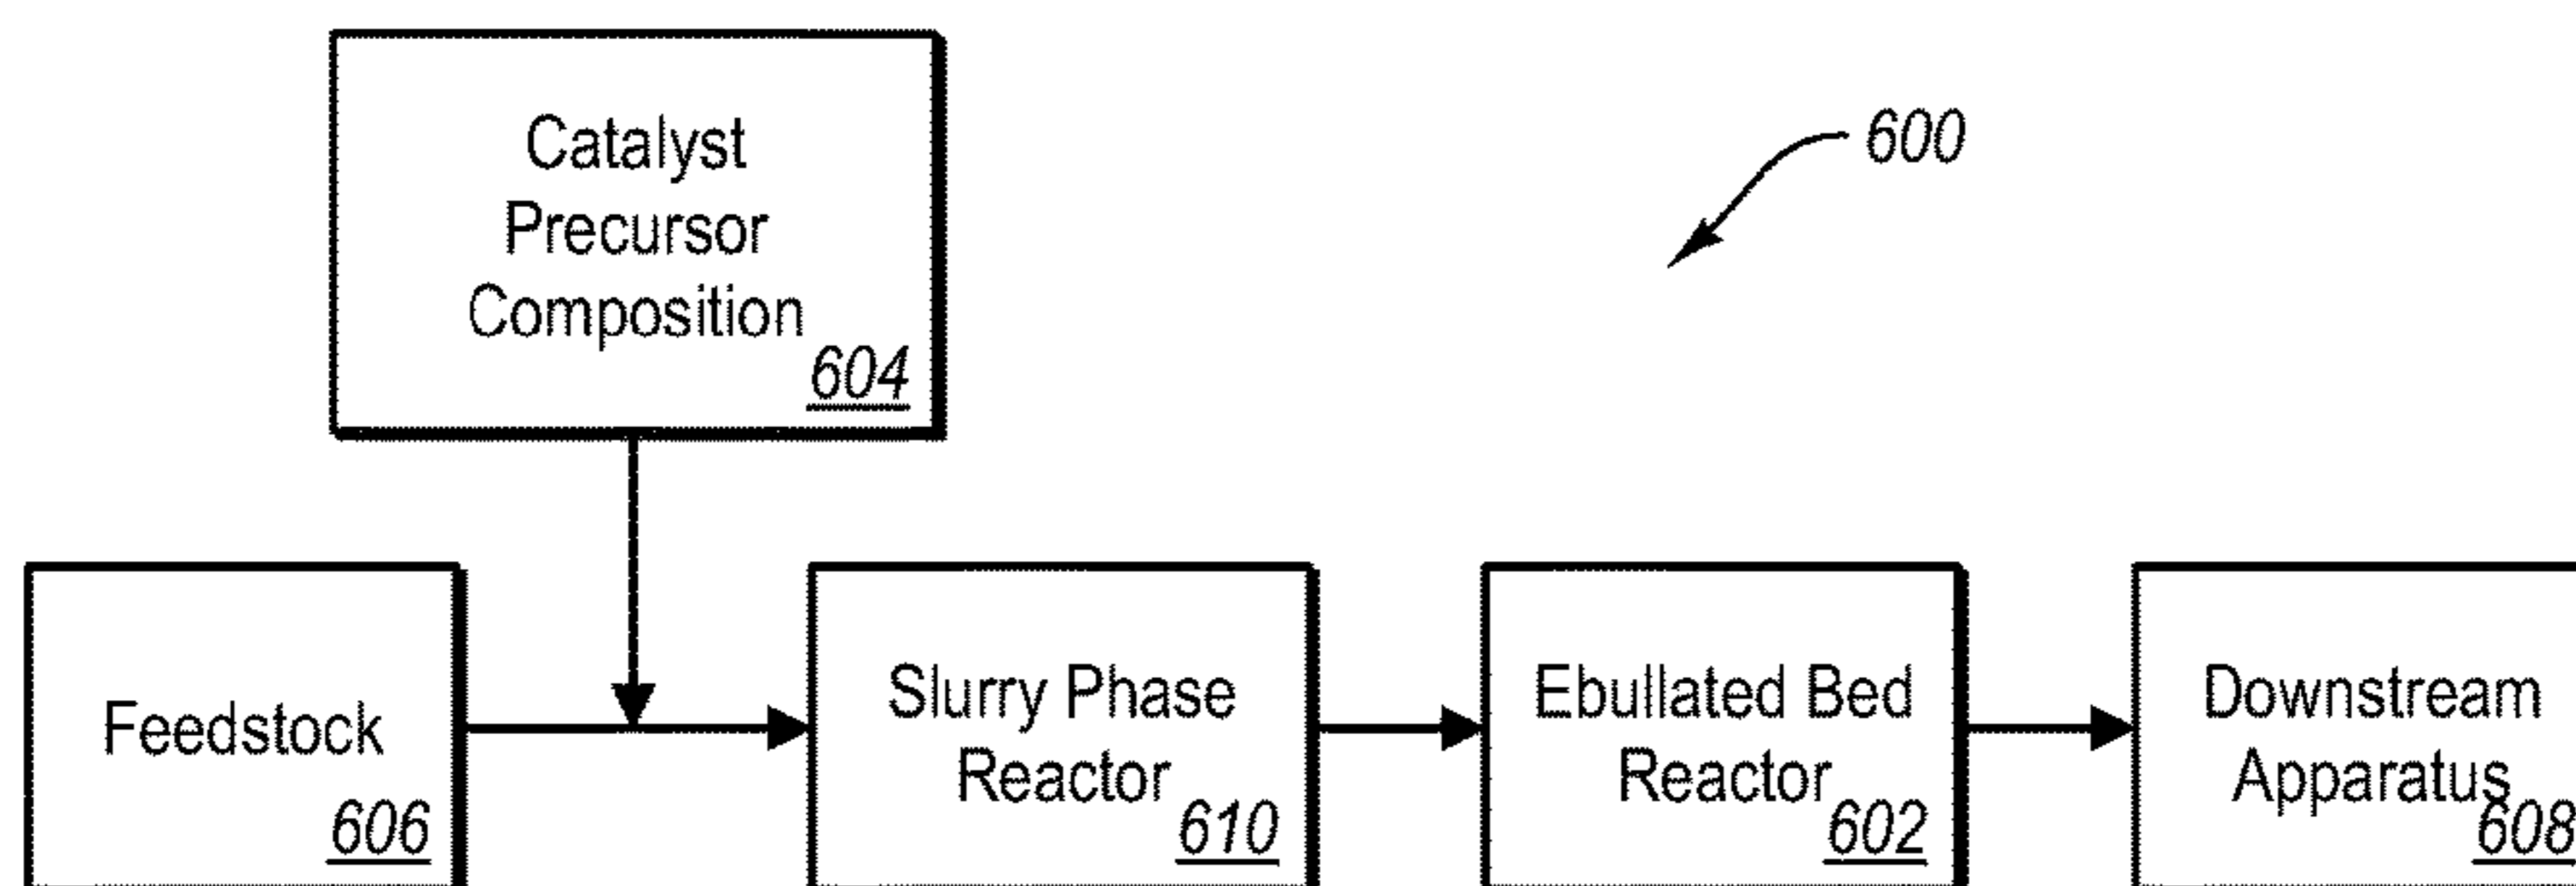 Catalyst
Precursor
Composition
604
600
Feedstock
606
Slurry Phase
Reactor
610
Ebullated Bed
Reactor
602
Downstream
Apparatus
608